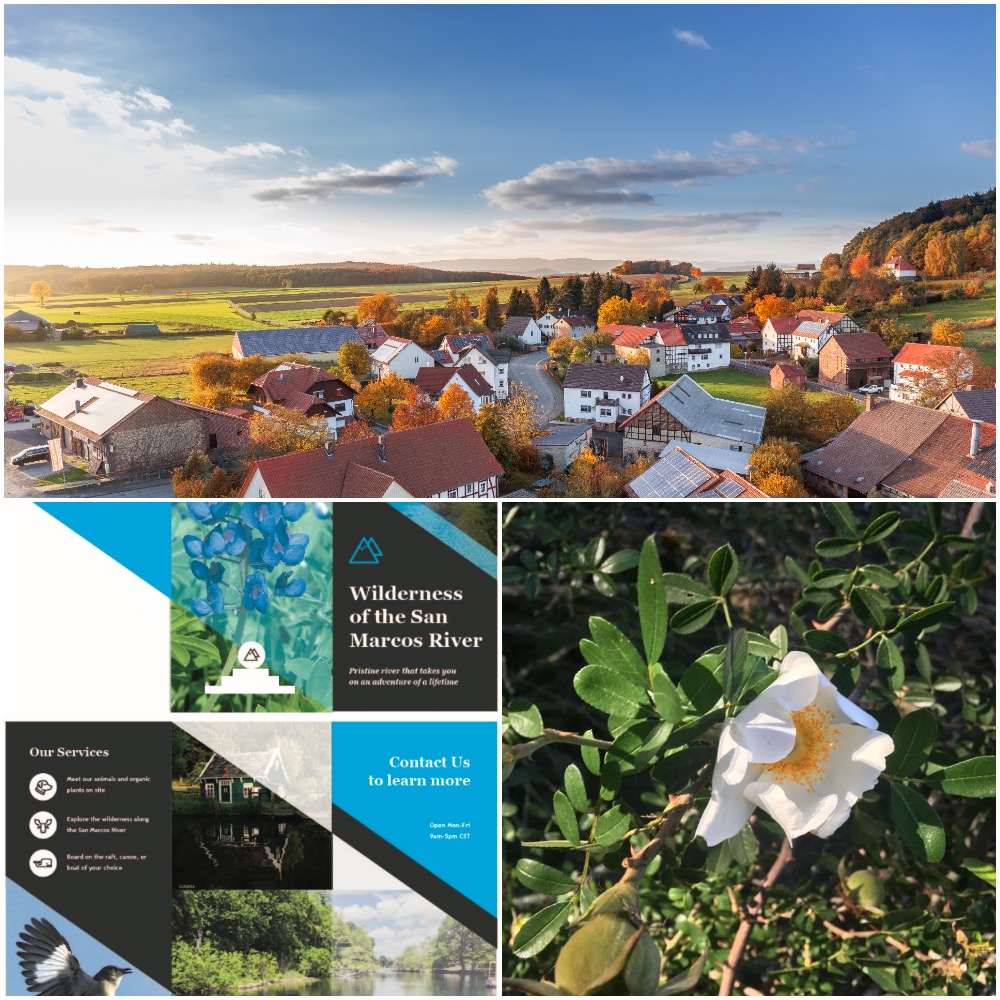 Wilderness
of the San
Marcos River
Pristine river that takes you
on an adventure of a lifetime
Our Services
Meet our animals and organic
plants on site
Explore the wilderness along
the San Marcos River
Board on the raft, canoe, or
boat of your choice
Contact Us
to learn more
Open Mon-Fri
9am-5pm CST